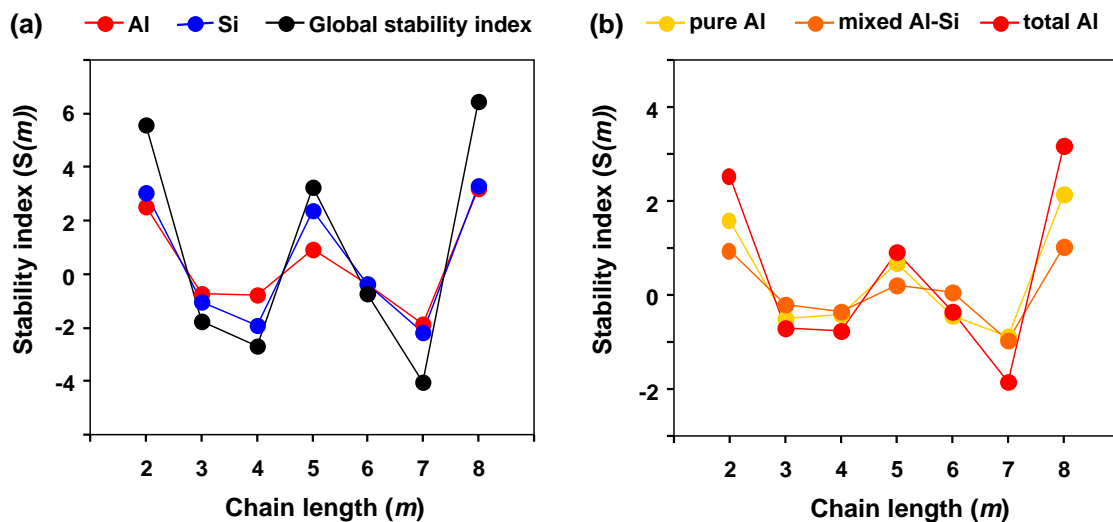 (a) Al Si Global stability index
Stability index (S(m))
6
4
2
0
-2
-4
2 3 4 5 6 7 8
Chain length (m)
(b) pure Al mixed Al-Si total Al
Stability index (S(m))
4
2
0
-2
2 3 4 5 6 7 8
Chain length (m)